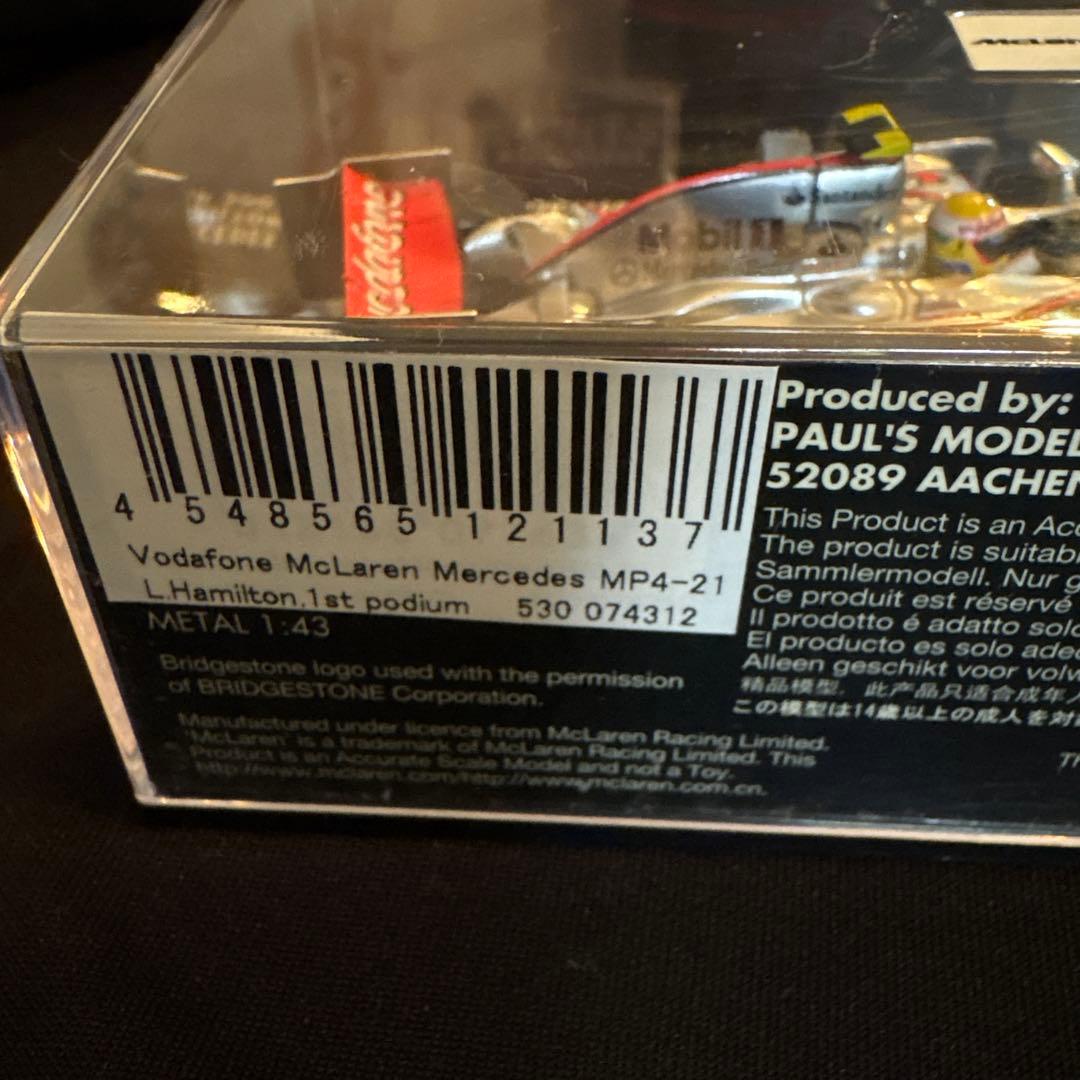 McLar
Vodafone
Mobil 1
4 548565 121137
Vodafone McLaren Mercedes MP4-21
L.Hamilton,1st podium 530 074312
METAL 1:43
Bridgestone logo used with the permission
of BRIDGESTONE Corporation.
Manufactured under licence from McLaren Racing Limited.
'McLaren' is a trademark of McLaren Racing Limited. This
Product is an Accurate Scale Model and not a Toy.
http://www.mclaren.com/http://www.mclaren.com.cn.
Produced by:
PAUL'S MODEL
52089 AACHEN
This Product is an Acc
The product is suitabl
Sammlermodell. Nur g
Ce produit est réservé
Il prodotto é adatto solo
El producto es solo adec
Alleen geschikt voor volw
精品模型，此产品只适合成年人
この模型は14歳以上の成人を対
Th